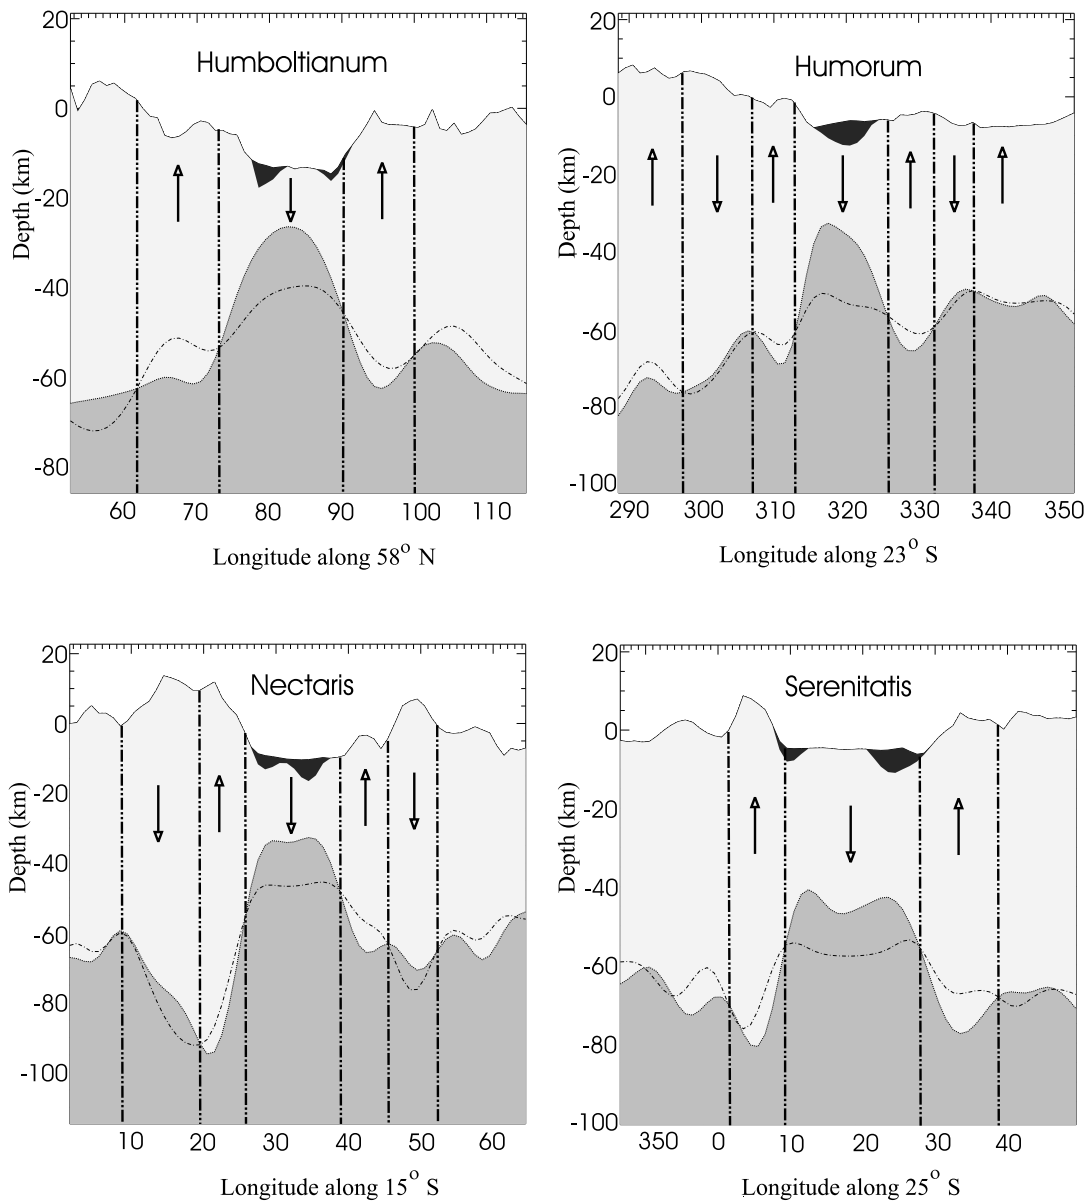 Humboltianum
20
0
-20
-40
-60
-80
Depth (km)
60 70 80 90 100 110
Longitude along 58° N
Humorum
20
0
-20
-40
-60
-80
-100
Depth (km)
290 300 310 320 330 340 350
Longitude along 23° S
Nectaris
20
0
-20
-40
-60
-80
-100
Depth (km)
10 20 30 40 50 60
Longitude along 15° S
Serenitatis
20
0
-20
-40
-60
-80
-100
Depth (km)
350 0 10 20 30 40
Longitude along 25° S